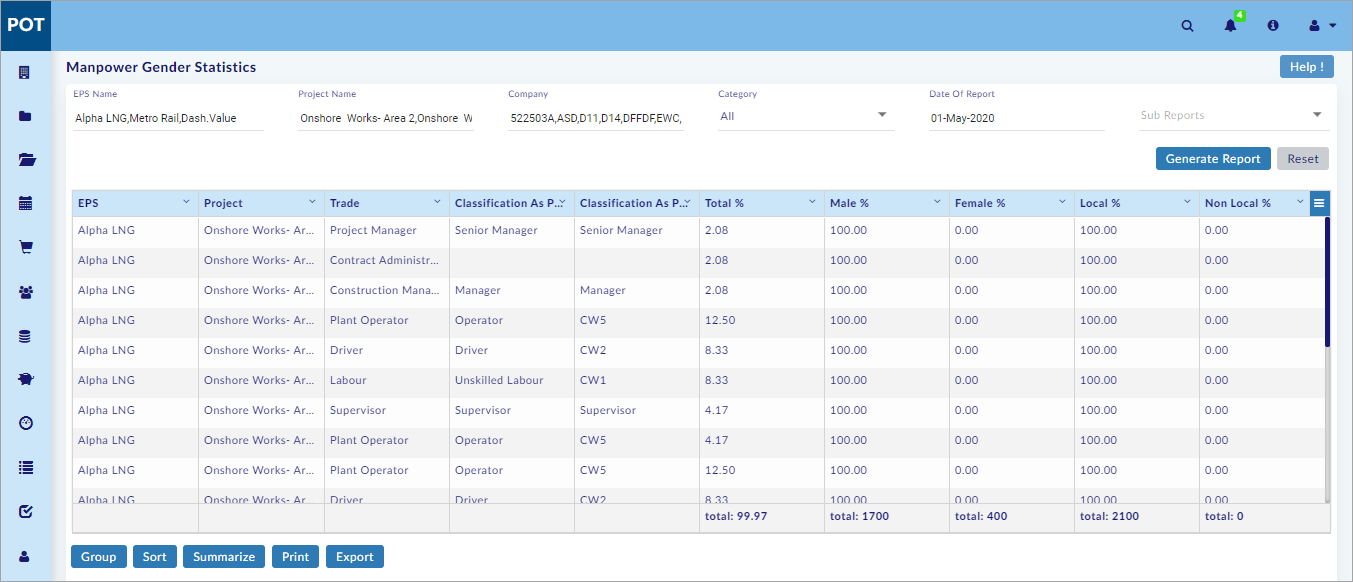 POT
4
Manpower Gender Statistics
Help !
EPS Name Project Name Company Category Date Of Report
Alpha LNG,Metro Rail,Dash.Value Onshore Works- Area 2,Onshore W 522503A,ASD,D11,D14,DFFDF,EWC, All 01-May-2020 Sub Reports
Generate Report Reset
EPS Project Trade Classification As P... Classification As P... Total % Male % Female % Local % Non Local %
Alpha LNG Onshore Works- Ar... Project Manager Senior Manager Senior Manager 2.08 100.00 0.00 100.00 0.00
Alpha LNG Onshore Works- Ar... Contract Administr... 2.08 100.00 0.00 100.00 0.00
Alpha LNG Onshore Works- Ar... Construction Mana... Manager Manager 2.08 100.00 0.00 100.00 0.00
Alpha LNG Onshore Works- Ar... Plant Operator Operator CW5 12.50 100.00 0.00 100.00 0.00
Alpha LNG Onshore Works- Ar... Driver Driver CW2 8.33 100.00 0.00 100.00 0.00
Alpha LNG Onshore Works- Ar... Labour Unskilled Labour CW1 8.33 100.00 0.00 100.00 0.00
Alpha LNG Onshore Works- Ar... Supervisor Supervisor Supervisor 4.17 100.00 0.00 100.00 0.00
Alpha LNG Onshore Works- Ar... Plant Operator Operator CW5 4.17 100.00 0.00 100.00 0.00
Alpha LNG Onshore Works- Ar... Plant Operator Operator CW5 12.50 100.00 0.00 100.00 0.00
Alpha LNG Onshore Works- Ar... Driver Driver CW2 8.33 100.00 0.00 100.00 0.00
total: 99.97 total: 1700 total: 400 total: 2100 total: 0
Group Sort Summarize Print Export